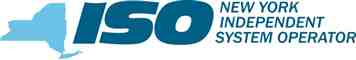 ISO
NEW YORK
INDEPENDENT
SYSTEM OPERATOR